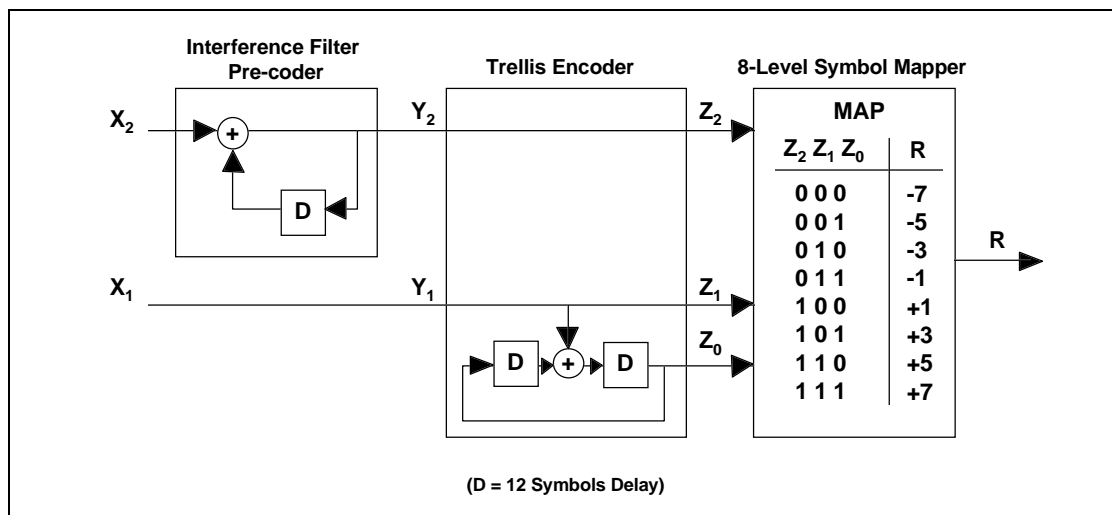 Interference Filter
Pre-coder
Trellis Encoder
8-Level Symbol Mapper
X₂
+
D
Y₂
Z₂
X₁
Y₁
Z₁
D
+
D
Z₀
MAP
Z₂ Z₁ Z₀ R
0 0 0 -7
0 0 1 -5
0 1 0 -3
0 1 1 -1
1 0 0 +1
1 0 1 +3
1 1 0 +5
1 1 1 +7
R
(D = 12 Symbols Delay)